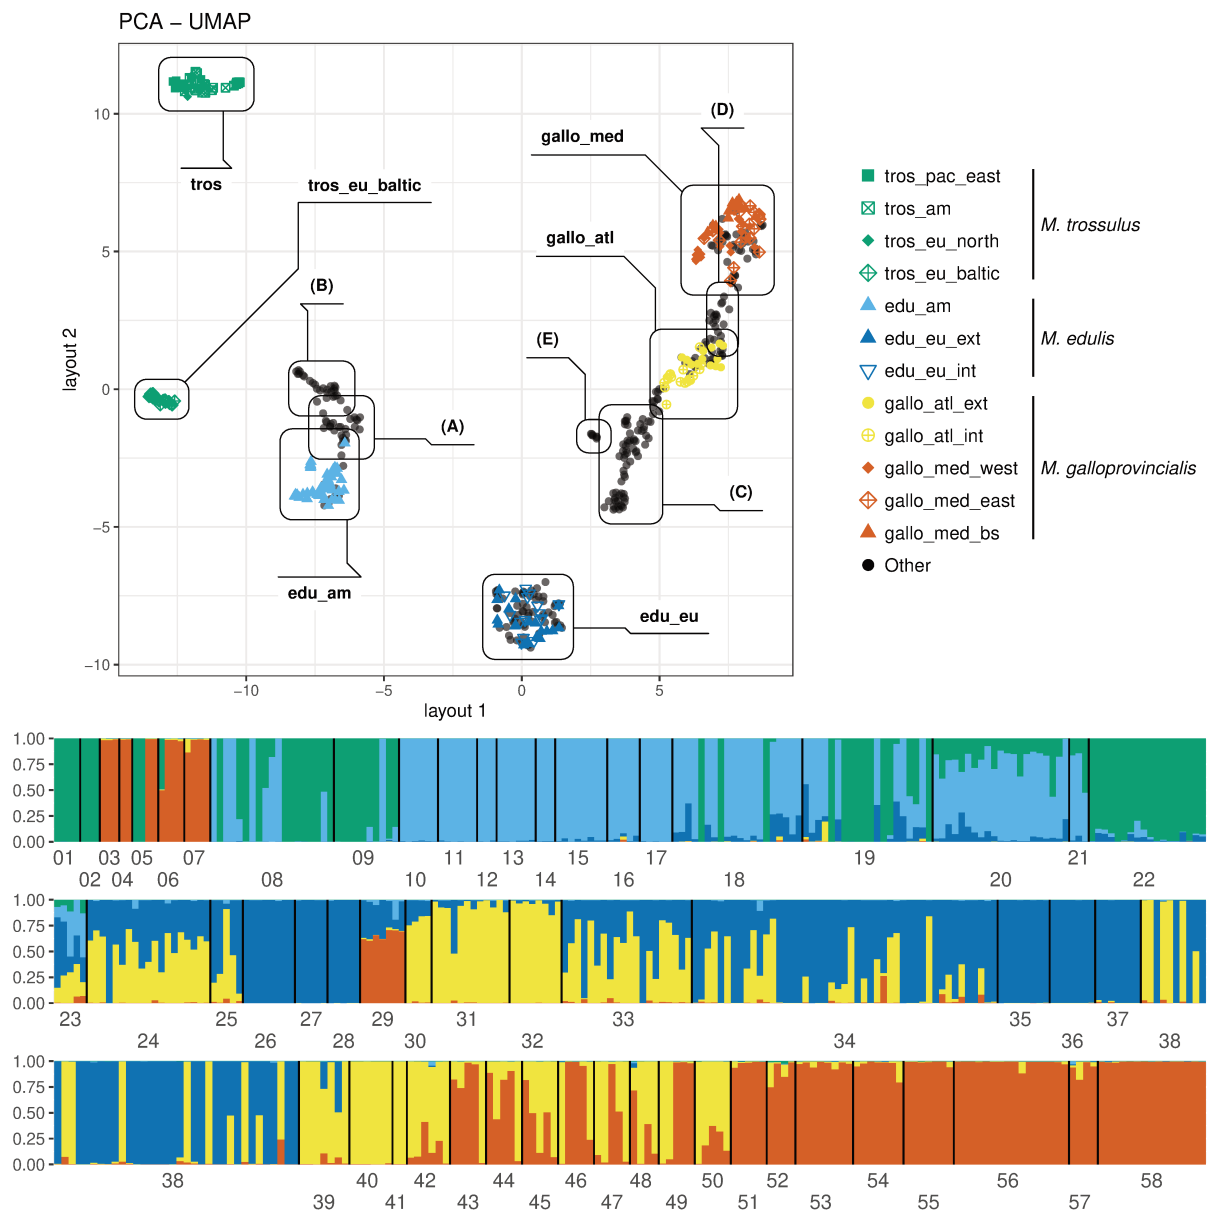 PCA − UMAP
(D)
gallo_med
tros
tros_eu_baltic
gallo_atl
(B)
(E)
(A)
(C)
edu_am
edu_eu
10
5
0
−5
−10
layout 2
−10
−5
0
5
layout 1
tros_pac_east
tros_am
tros_eu_north
tros_eu_baltic
M. trossulus
edu_am
edu_eu_ext
edu_eu_int
M. edulis
gallo_atl_ext
gallo_atl_int
gallo_med_west
gallo_med_east
gallo_med_bs
M. galloprovincialis
Other
1.00
0.75
0.50
0.25
0.00
01 03 05 07 09 11 13 15 17 19 21
02 04 06 08 10 12 14 16 18 20 22
1.00
0.75
0.50
0.25
0.00
23 25 27 29 31 33 35 37
24 26 28 30 32 34 36 38
1.00
0.75
0.50
0.25
0.00
38 40 42 44 46 48 50 52 54 56 58
39 41 43 45 47 49 51 53 55 57